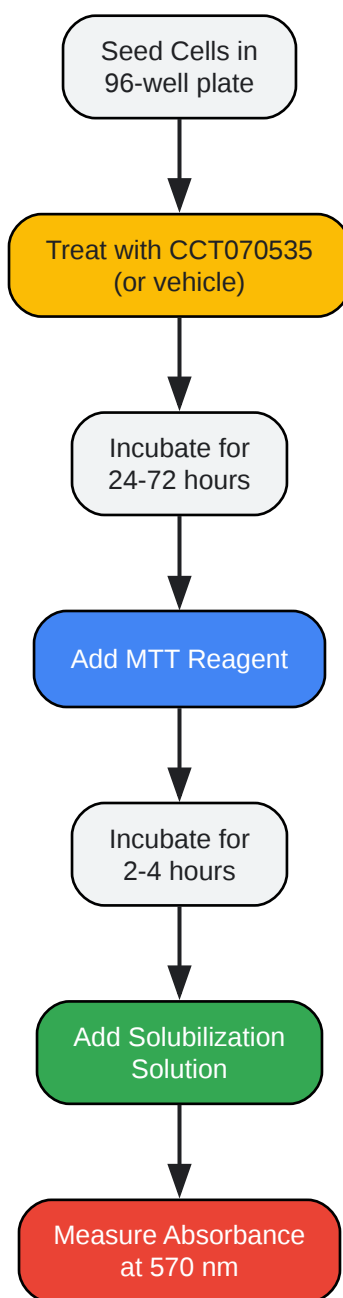 Seed Cells in
96-well plate
Treat with CCT070535
(or vehicle)
Incubate for
24-72 hours
Add MTT Reagent
Incubate for
2-4 hours
Add Solubilization
Solution
Measure Absorbance
at 570 nm